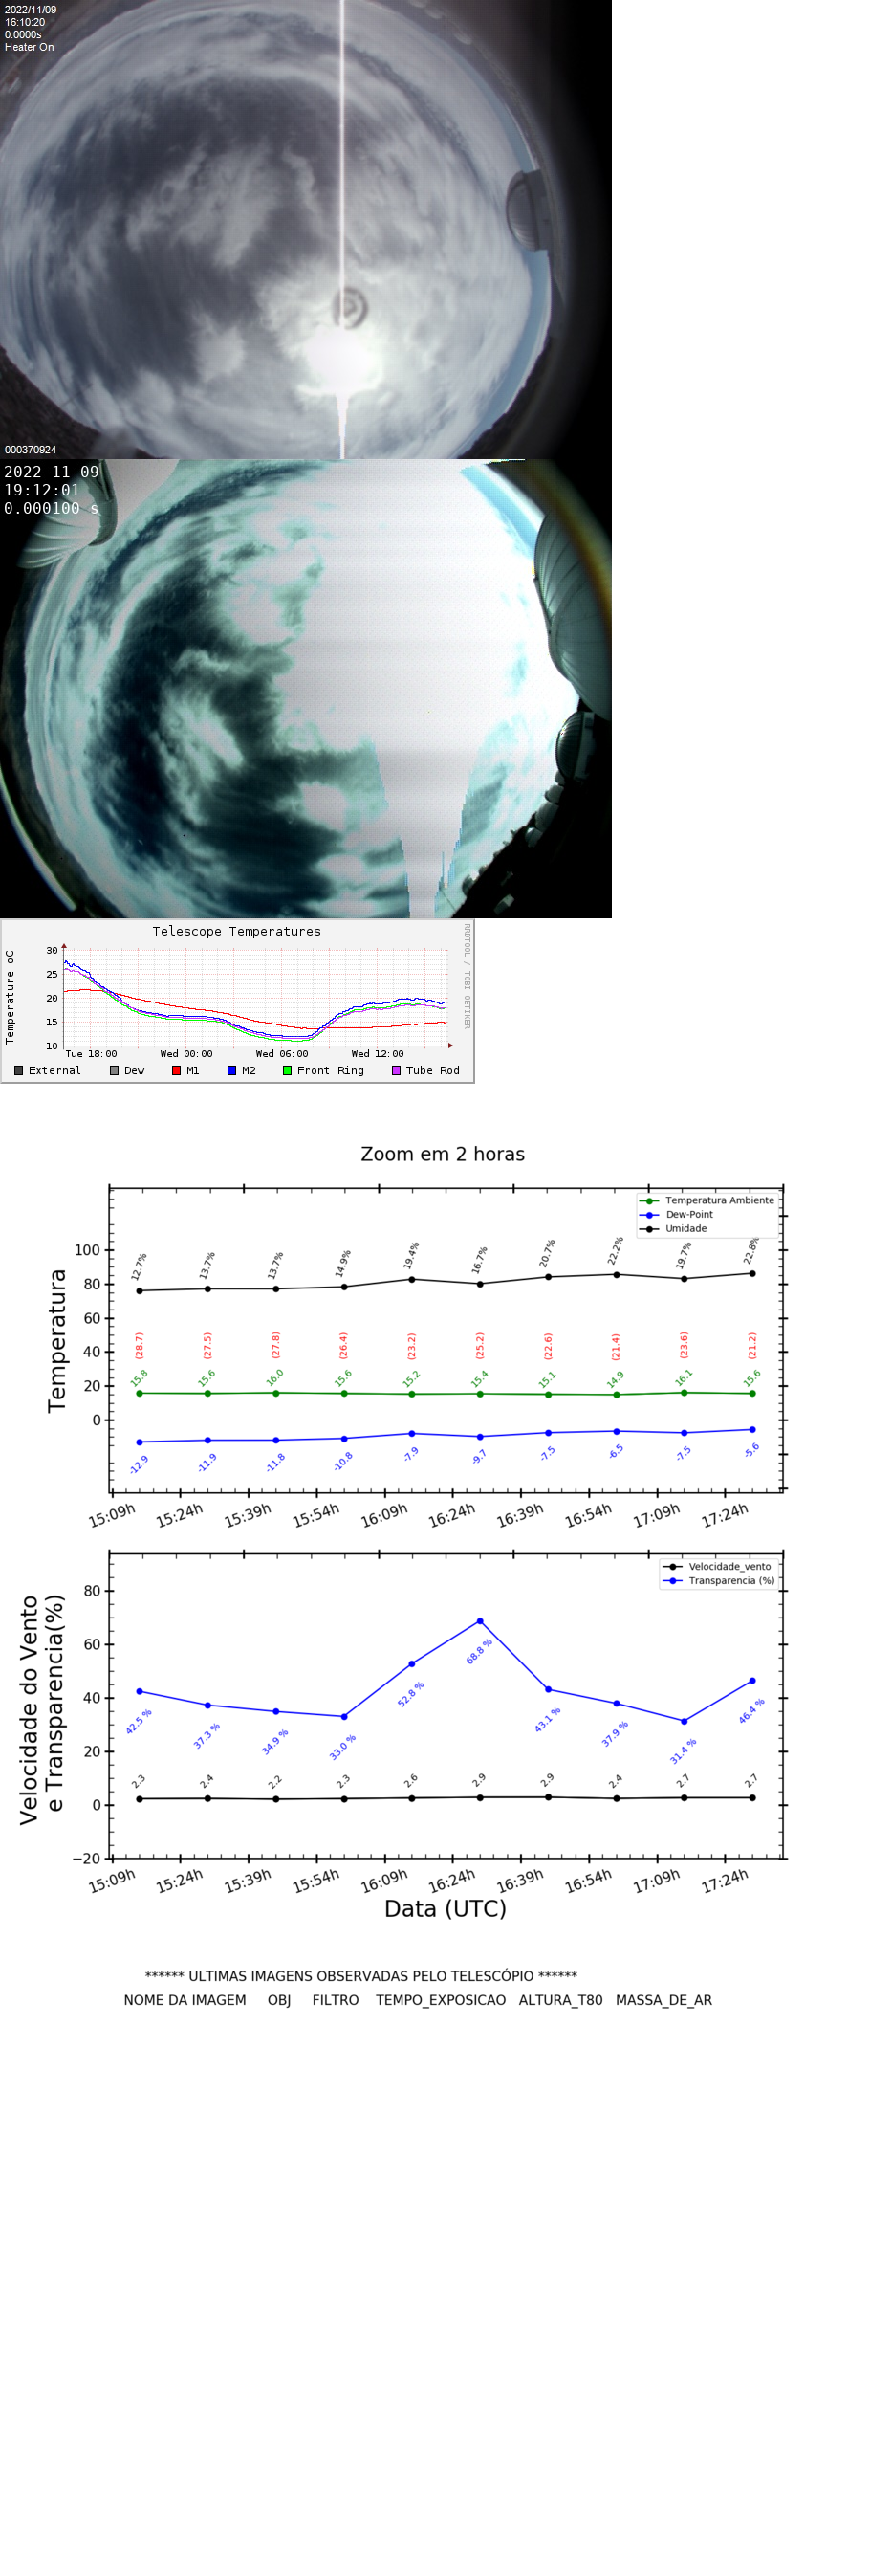 2022/11/09
16:10:20
0.0000s
Heater On
000370924
2022-11-09
19:12:01
0.000100 s
Telescope Temperatures
RRDTOOL / TOBI OETIKER
Temperature oC
30
25
20
15
10
Tue 18:00 Wed 00:00 Wed 06:00 Wed 12:00
External Dew M1 M2 Front Ring Tube Rod
Zoom em 2 horas
Temperatura Ambiente
Dew-Point
Umidade
Temperatura
100
80
60
40
20
0
12.7% 13.7% 13.7% 14.9% 19.4% 16.7% 20.7% 22.2% 19.7% 22.8%
(28.7) (27.5) (27.8) (26.4) (23.2) (25.2) (22.6) (21.4) (23.6) (21.2)
15.8 15.6 16.0 15.6 15.2 15.4 15.1 14.9 16.1 15.6
-12.9 -11.9 -11.8 -10.8 -7.9 -9.7 -7.5 -6.5 -7.5 -5.6
15:09h 15:24h 15:39h 15:54h 16:09h 16:24h 16:39h 16:54h 17:09h 17:24h
Velocidade_vento
Transparencia (%)
Velocidade do Vento
e Transparencia(%)
80
60
40
20
0
−20
42.5 % 37.3 % 34.9 % 33.0 % 52.8 % 68.8 % 43.1 % 37.9 % 31.4 % 46.4 %
2.3 2.4 2.2 2.3 2.6 2.9 2.9 2.4 2.7 2.7
15:09h 15:24h 15:39h 15:54h 16:09h 16:24h 16:39h 16:54h 17:09h 17:24h
Data (UTC)
****** ULTIMAS IMAGENS OBSERVADAS PELO TELESCÓPIO ******
NOME DA IMAGEM OBJ FILTRO TEMPO_EXPOSICAO ALTURA_T80 MASSA_DE_AR